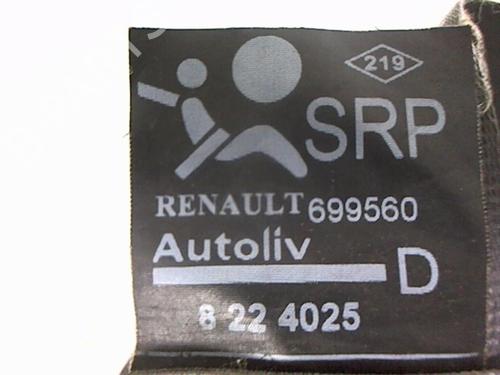 219
SRP
RENAULT 699560
Autoliv
D
8 22 4025